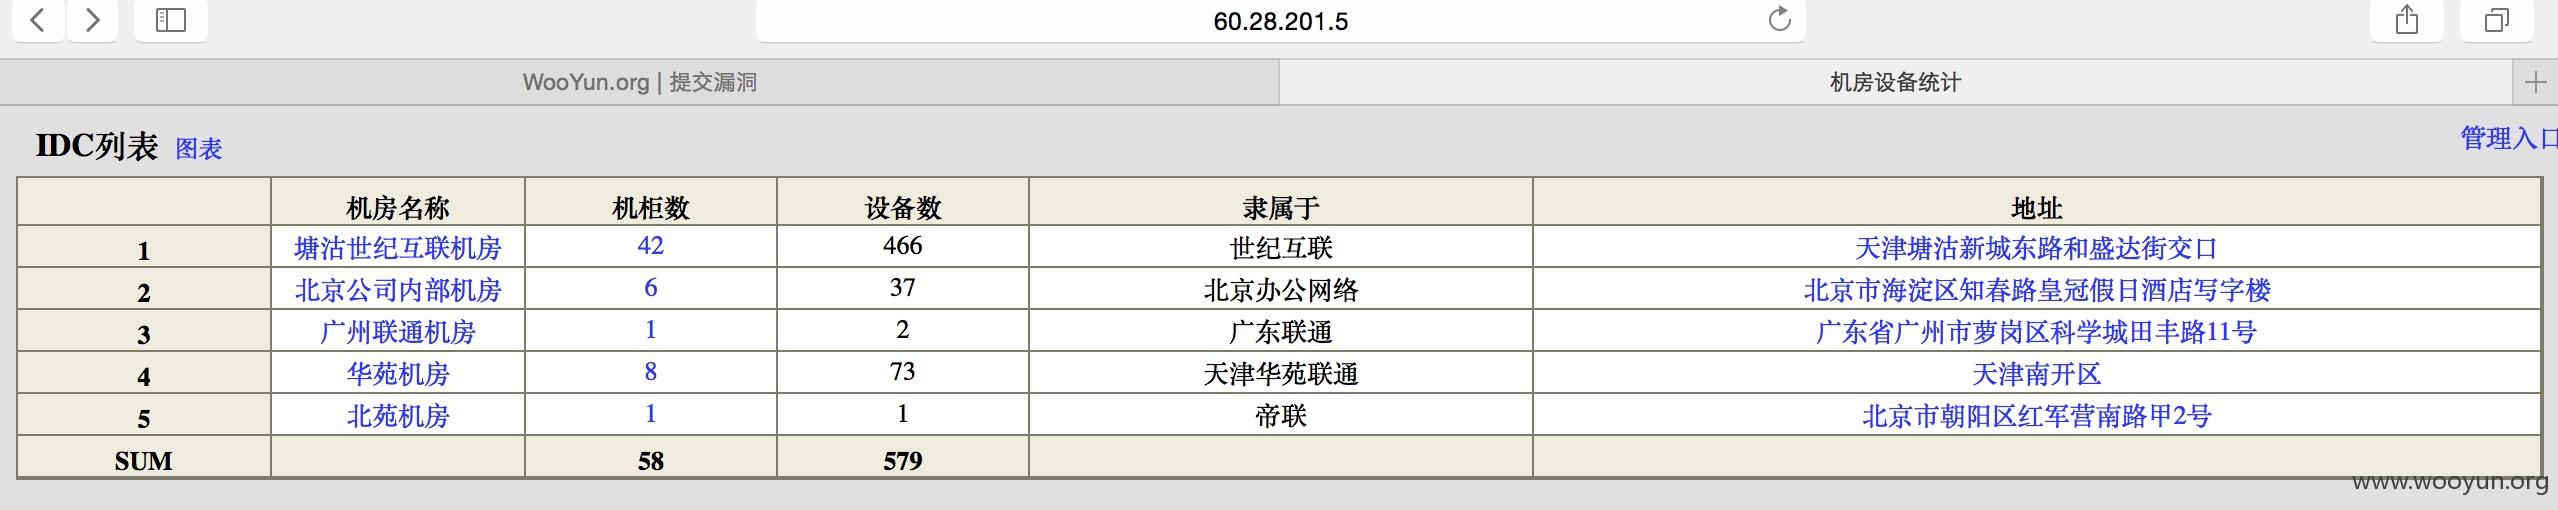 60.28.201.5
WooYun.org | 提交漏洞 机房设备统计
IDC列表 图表 管理入口
机房名称 机柜数 设备数 隶属于 地址
1 塘沽世纪互联机房 42 466 世纪互联 天津塘沽新城东路和盛达街交口
2 北京公司内部机房 6 37 北京办公网络 北京市海淀区知春路皇冠假日酒店写字楼
3 广州联通机房 1 2 广东联通 广东省广州市萝岗区科学城田丰路11号
4 华苑机房 8 73 天津华苑联通 天津南开区
5 北苑机房 1 1 帝联 北京市朝阳区红军营南路甲2号
SUM 58 579
www.wooyun.org